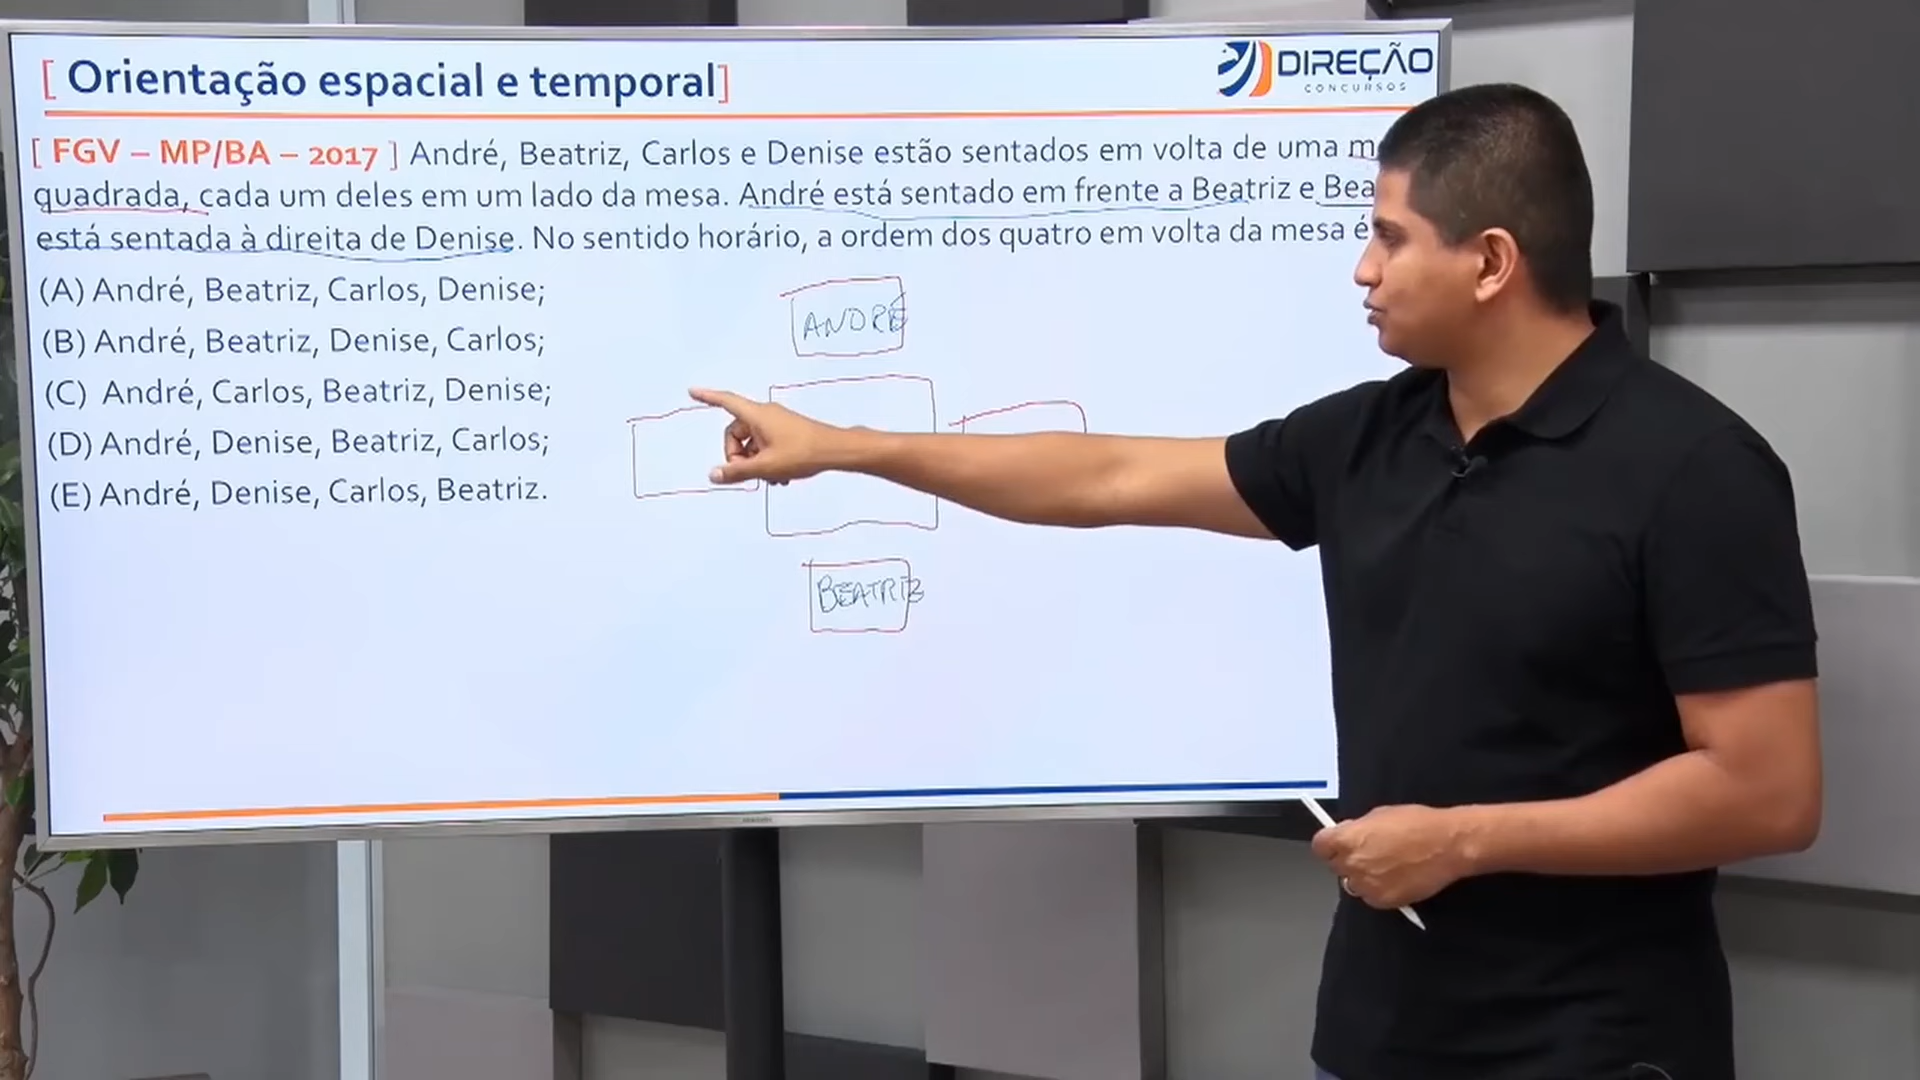 [ Orientação espacial e temporal]
DIREÇÃO
CONCURSOS
[ FGV – MP/BA – 2017 ] André, Beatriz, Carlos e Denise estão sentados em volta de uma m
quadrada, cada um deles em um lado da mesa. André está sentado em frente a Beatriz e Bea
está sentada à direita de Denise. No sentido horário, a ordem dos quatro em volta da mesa é
(A) André, Beatriz, Carlos, Denise;
(B) André, Beatriz, Denise, Carlos;
(C) André, Carlos, Beatriz, Denise;
(D) André, Denise, Beatriz, Carlos;
(E) André, Denise, Carlos, Beatriz.
ANDRÉ
BEATRIZ